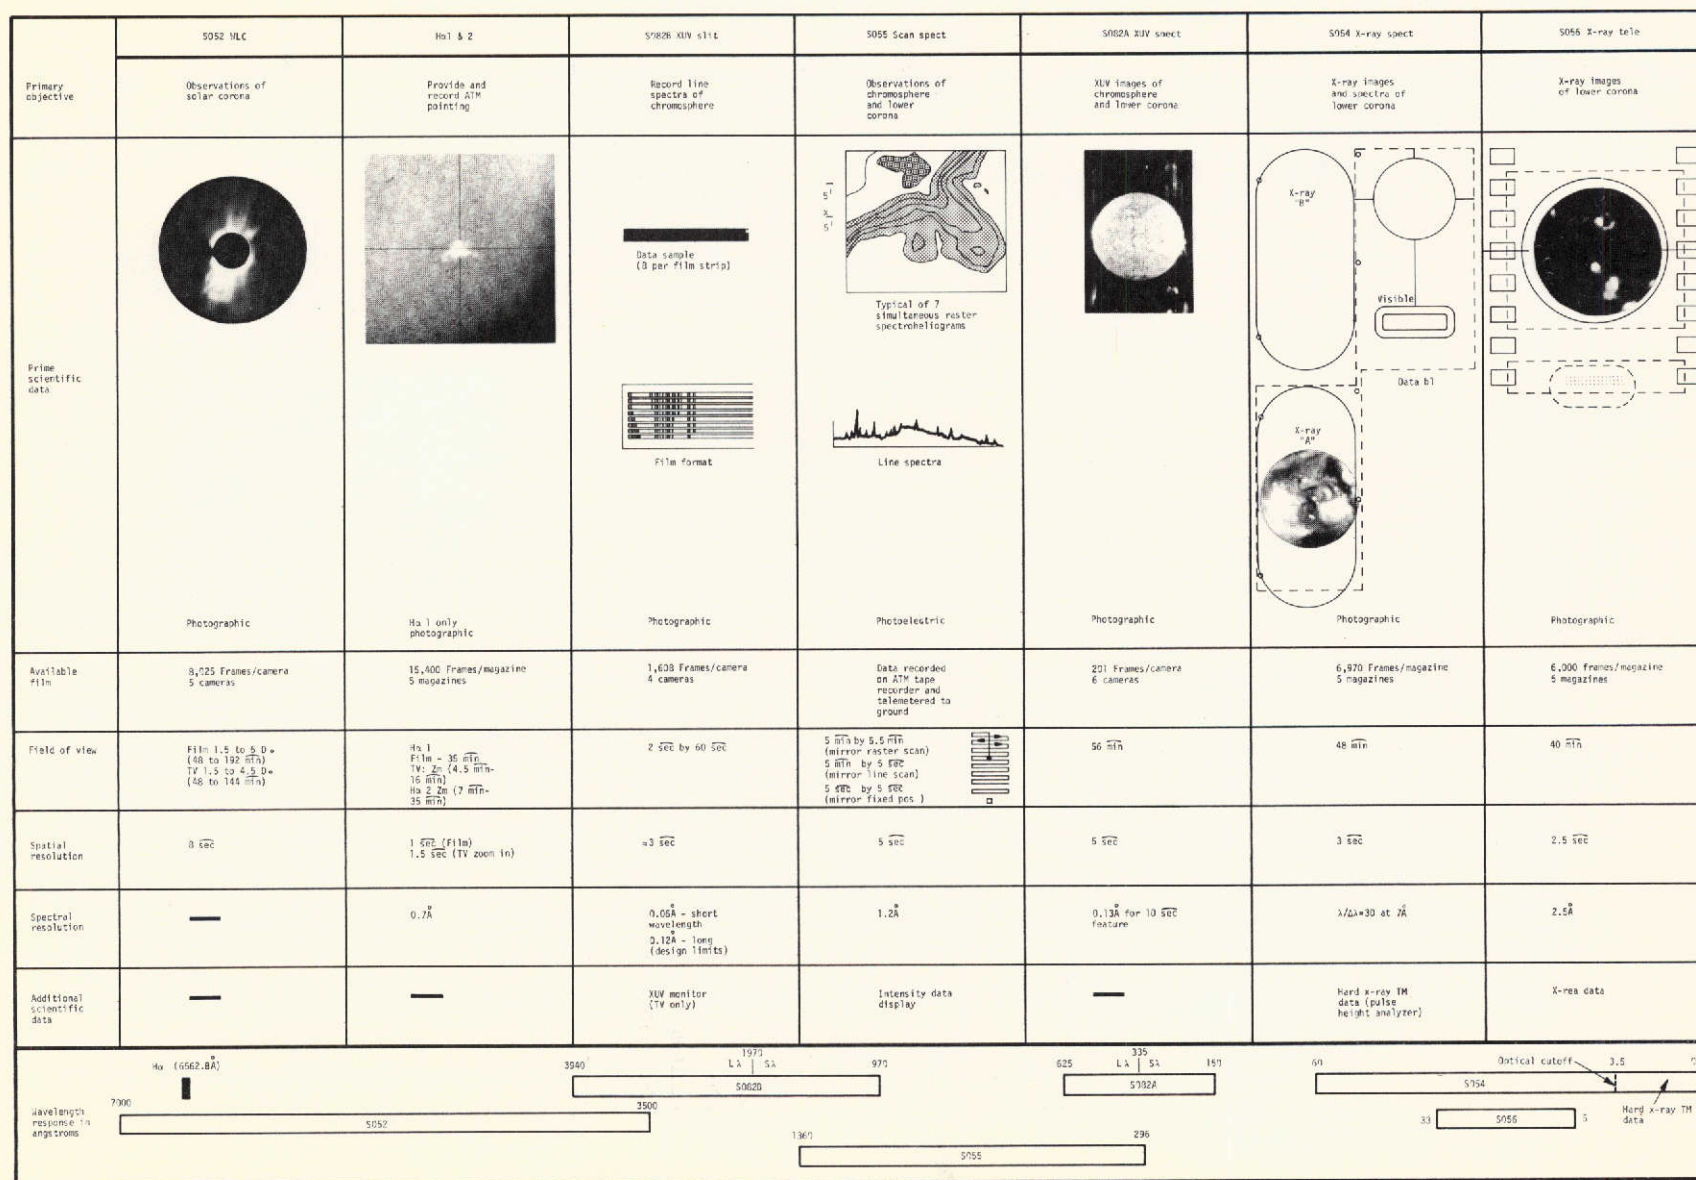 S052 WLC
Hα1 & 2
S082B XUV slit
S055 Scan spect
S082A XUV spect
S054 X-ray spect
S056 X-ray tele
Primary
objective
Observations of
solar corona
Provide and
record ATM
pointing
Record line
spectra of
chromosphere
Observations of
chromosphere
and lower
corona
XUV images of
chromosphere
and lower corona
X-ray images
and spectra of
lower corona
X-ray images
of lower corona
Prime
scientific
data
Photographic
Hα 1 only
photographic
Data sample
(8 per film strip)
Film format
Photographic
Typical of 7
simultaneous raster
spectroheliograms
Line spectra
Photoelectric
Photographic
X-ray
"B"
Visible
Data bl
X-ray
"A"
Photographic
Photographic
Available
film
8,025 Frames/camera
5 cameras
15,400 Frames/magazine
5 magazines
1,608 Frames/camera
4 cameras
Data recorded
on ATM tape
recorder and
telemetered to
ground
201 Frames/camera
6 cameras
6,970 Frames/magazine
5 magazines
6,000 frames/magazine
5 magazines
Field of view
Film 1.5 to 6 D
(48 to 192 min)
TV 1.5 to 4.5 D
(48 to 144 min)
Hα 1
Film - 35 min
TV: Zm (4.5 min-
16 min)
Hα 2 Zm (7 min-
35 min)
2 sec by 60 sec
5 min by 5.5 min
(mirror raster scan)
5 min by 5 sec
(mirror line scan)
5 sec by 5 sec
(mirror fixed pos )
56 min
48 min
40 min
Spatial
resolution
8 sec
1 sec (Film)
1.5 sec (TV zoom in)
≈3 sec
5 sec
5 sec
3 sec
2.5 sec
Spectral
resolution
0.7Å
0.06Å - short
wavelength
0.12Å - long
(design limits)
1.2Å
0.13Å for 10 sec
feature
λ/Δλ=30 at 7Å
2.5Å
Additional
scientific
data
XUV monitor
(TV only)
Intensity data
display
Hard x-ray TM
data (pulse
height analyzer)
X-rea data
Wavelength
response in
angstroms
Hα (6562.8Å)
7000
S052
3500
3940
1970
Lλ | Sλ
970
S082B
1360
S055
296
625
335
Lλ | Sλ
150
S082A
60
S054
Optical cutoff
3.5
33
S056
5
Hard x-ray TM
data